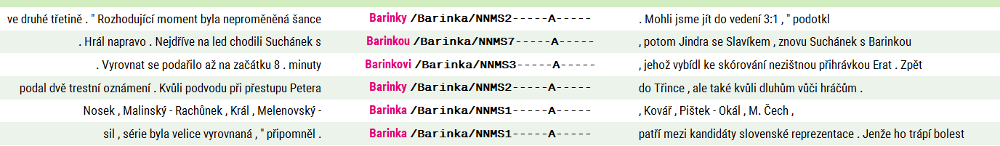 ve druhé třetině . " Rozhodující moment byla neproměněná šance Barinky /Barinka/NNMS2-----A----- . Mohli jsme jít do vedení 3:1 , " podotkl
. Hrál napravo . Nejdříve na led chodili Suchánek s Barinkou /Barinka/NNMS7-----A----- , potom Jindra se Slavíkem , znovu Suchánek s Barinkou
. Vyrovnat se podařilo až na začátku 8 . minuty Barinkovi /Barinka/NNMS3-----A----- , jehož vybídl ke skórování nezištnou přihrávkou Erat . Zpět
podal dvě trestní oznámení . Kvůli podvodu při přestupu Petera Barinky /Barinka/NNMS2-----A----- do Třince , ale také kvůli dluhům vůči hráčům .
Nosek , Malinský - Rachůnek , Král , Melenovský - Barinka /Barinka/NNMS1-----A----- , Kovář , Pištek - Okál , M. Čech ,
sil , série byla velice vyrovnaná , " připomněl . Barinka /Barinka/NNMS1-----A----- patří mezi kandidáty slovenské reprezentace . Jenže ho trápí bolest